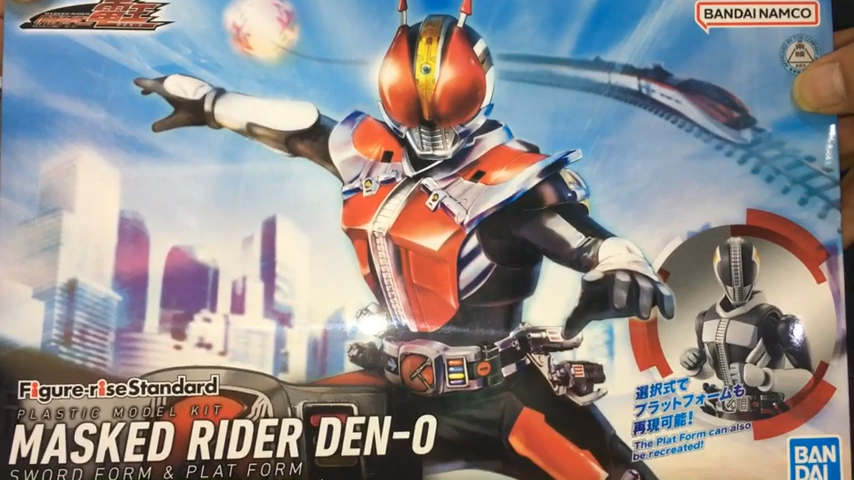 電王
BANDAI NAMCO
Figure-riseStandard
PLASTIC MODEL KIT
MASKED RIDER DEN-O
SWORD FORM & PLAT FORM
選択式で
プラットフォームも
再現可能!
The Plat Form can also
be recreated!
BAN
DAI